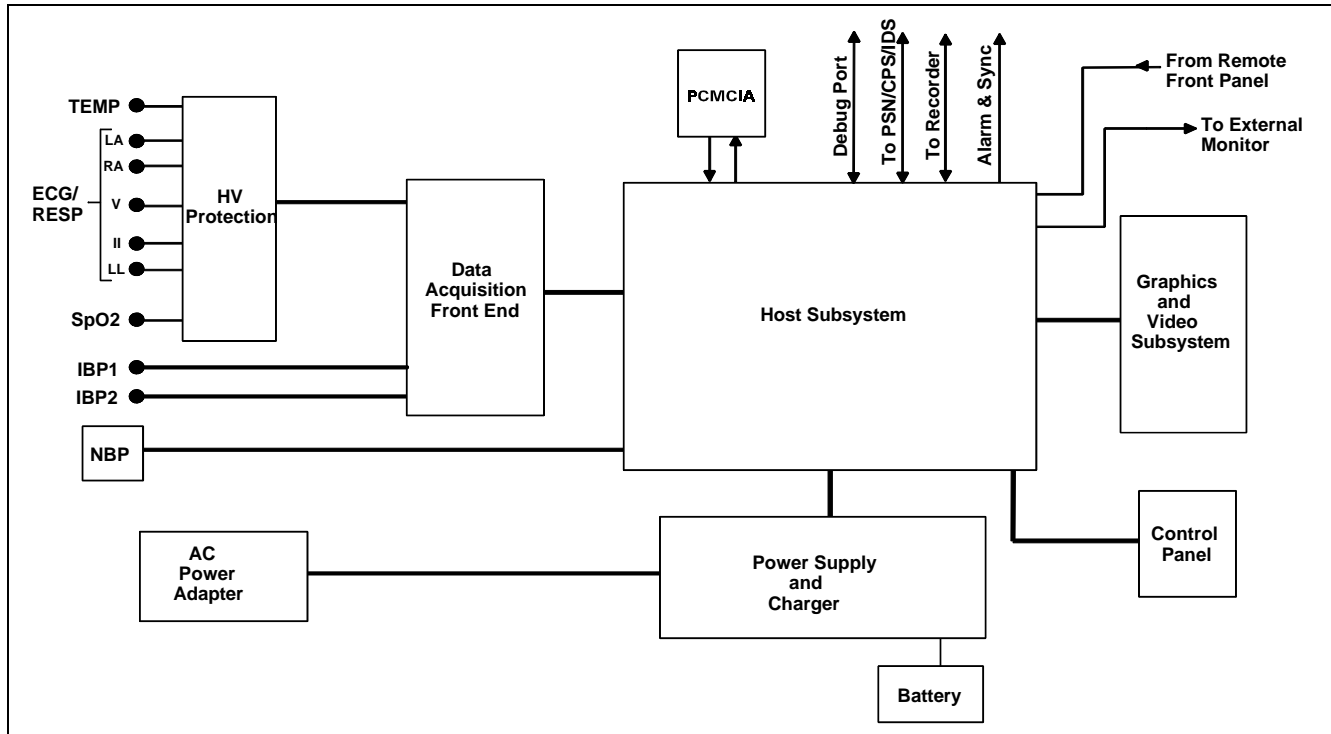 PCMCIA
Debug Port
To PSN/CPS/IDS
To Recorder
Alarm & Sync
From Remote
Front Panel
To External
Monitor
TEMP
LA
RA
ECG/
RESP
V
II
LL
SpO2
IBP1
IBP2
NBP
HV
Protection
Data
Acquisition
Front End
Host Subsystem
Graphics
and
Video
Subsystem
AC
Power
Adapter
Power Supply
and
Charger
Control
Panel
Battery